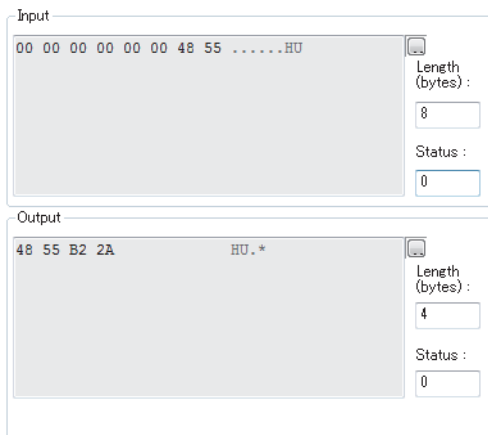 Input
00 00 00 00 00 00 48 55 ......HU
...
Length
(bytes) :
8
Status :
0
Output
48 55 B2 2A HU.*
...
Length
(bytes) :
4
Status :
0